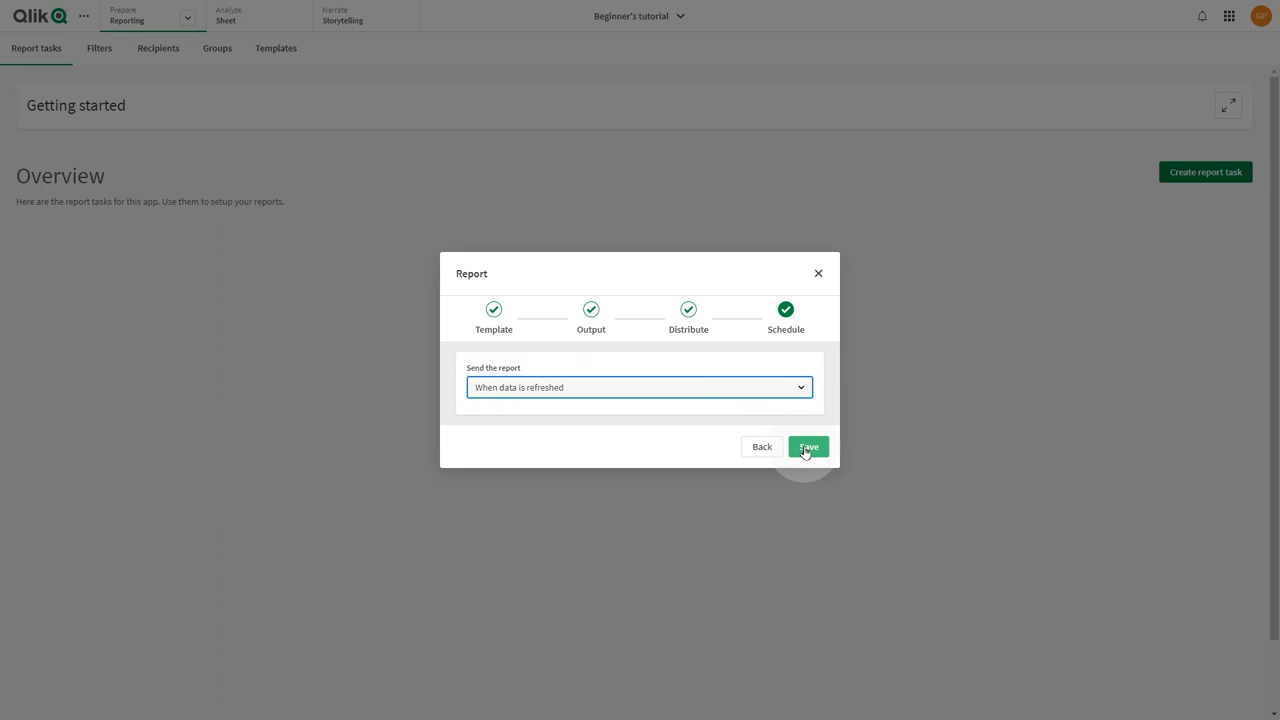 Qlik
Prepare
Reporting
Analyze
Sheet
Narrate
Storytelling
Beginner's tutorial
GP
Report tasks
Filters
Recipients
Groups
Templates
Getting started
Overview
Create report task
Here are the report tasks for this app. Use them to setup your reports.
Report
Template
Output
Distribute
Schedule
Send the report
When data is refreshed
Back
Save